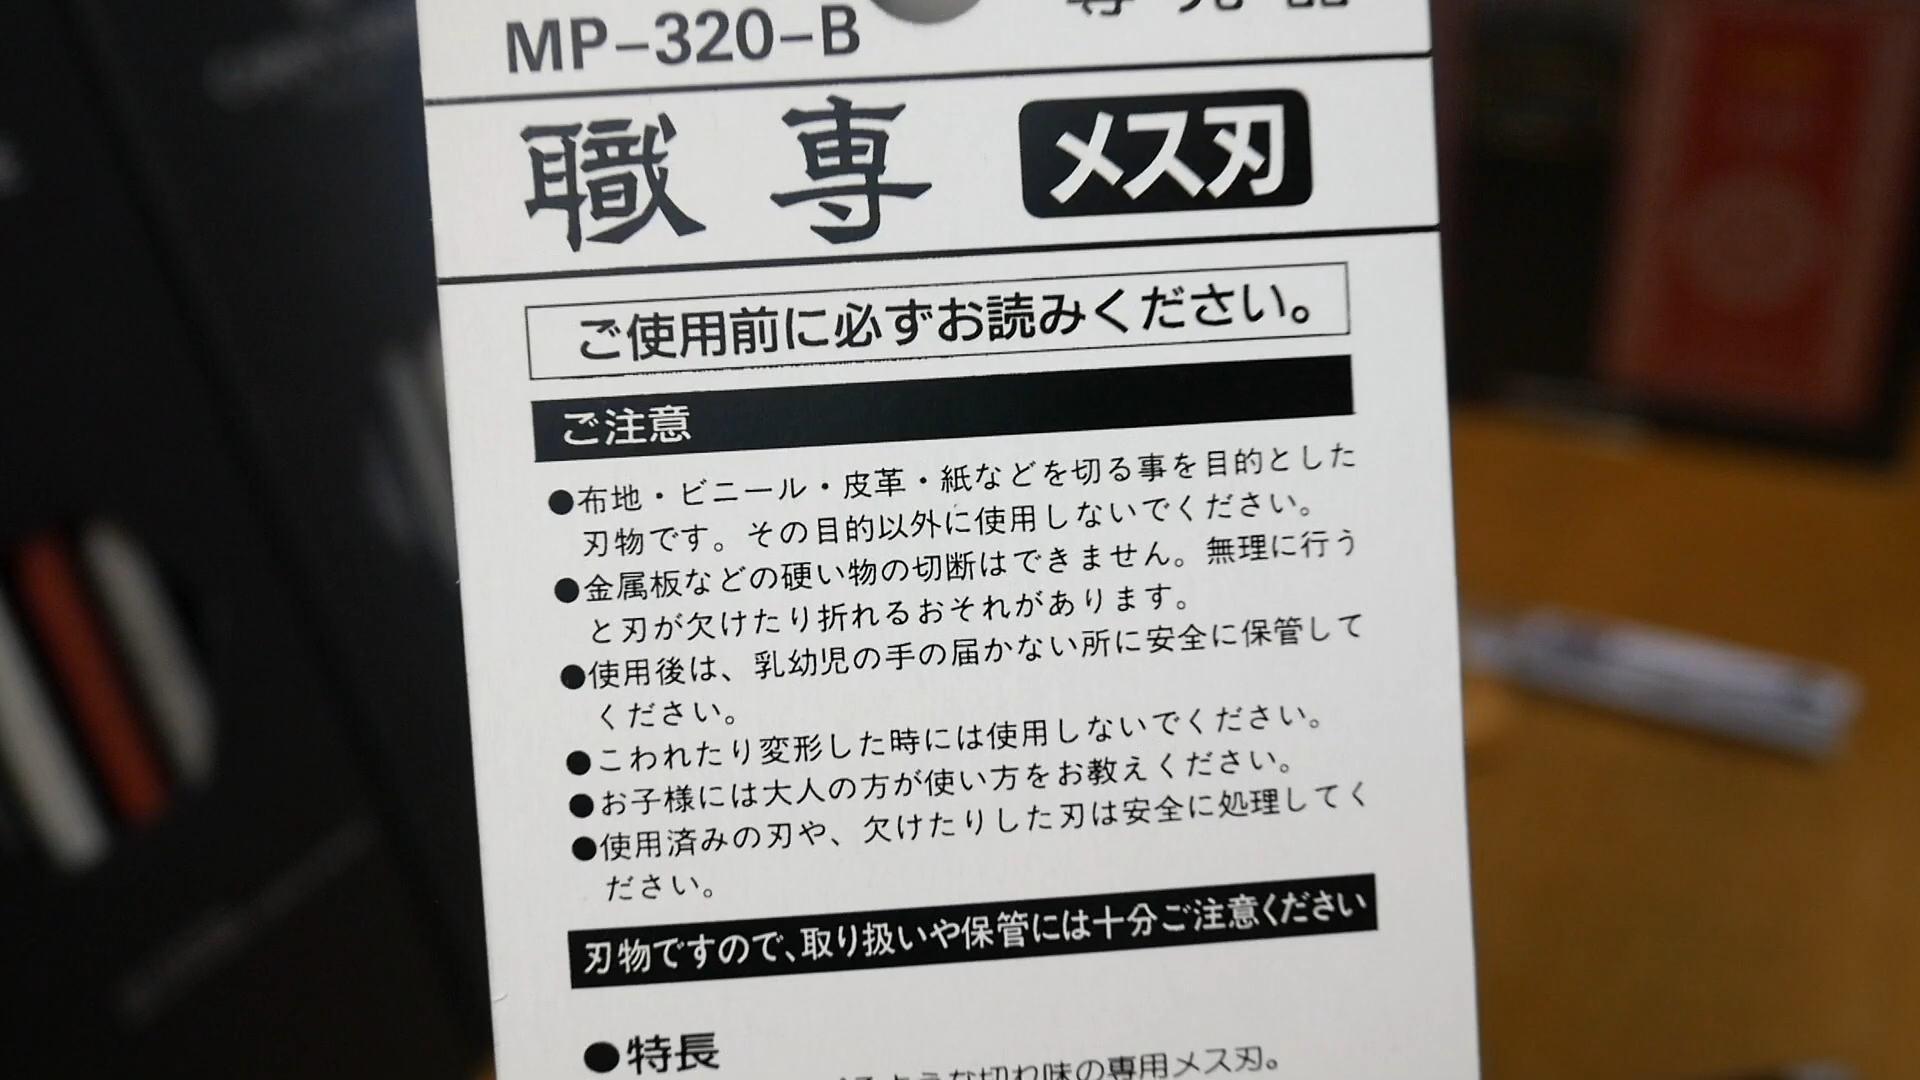 MP-320-B
職専 メス刃
ご使用前に必ずお読みください。
ご注意
●布地・ビニール・皮革・紙などを切る事を目的とした
刃物です。その目的以外に使用しないでください。
●金属板などの硬い物の切断はできません。無理に行う
と刃が欠けたり折れるおそれがあります。
●使用後は、乳幼児の手の届かない所に安全に保管して
ください。
●こわれたり変形した時には使用しないでください。
●お子様には大人の方が使い方をお教えください。
●使用済みの刃や、欠けたりした刃は安全に処理してく
ださい。
刃物ですので、取り扱いや保管には十分ご注意ください
●特長
ような切れ味の専用メス刃。